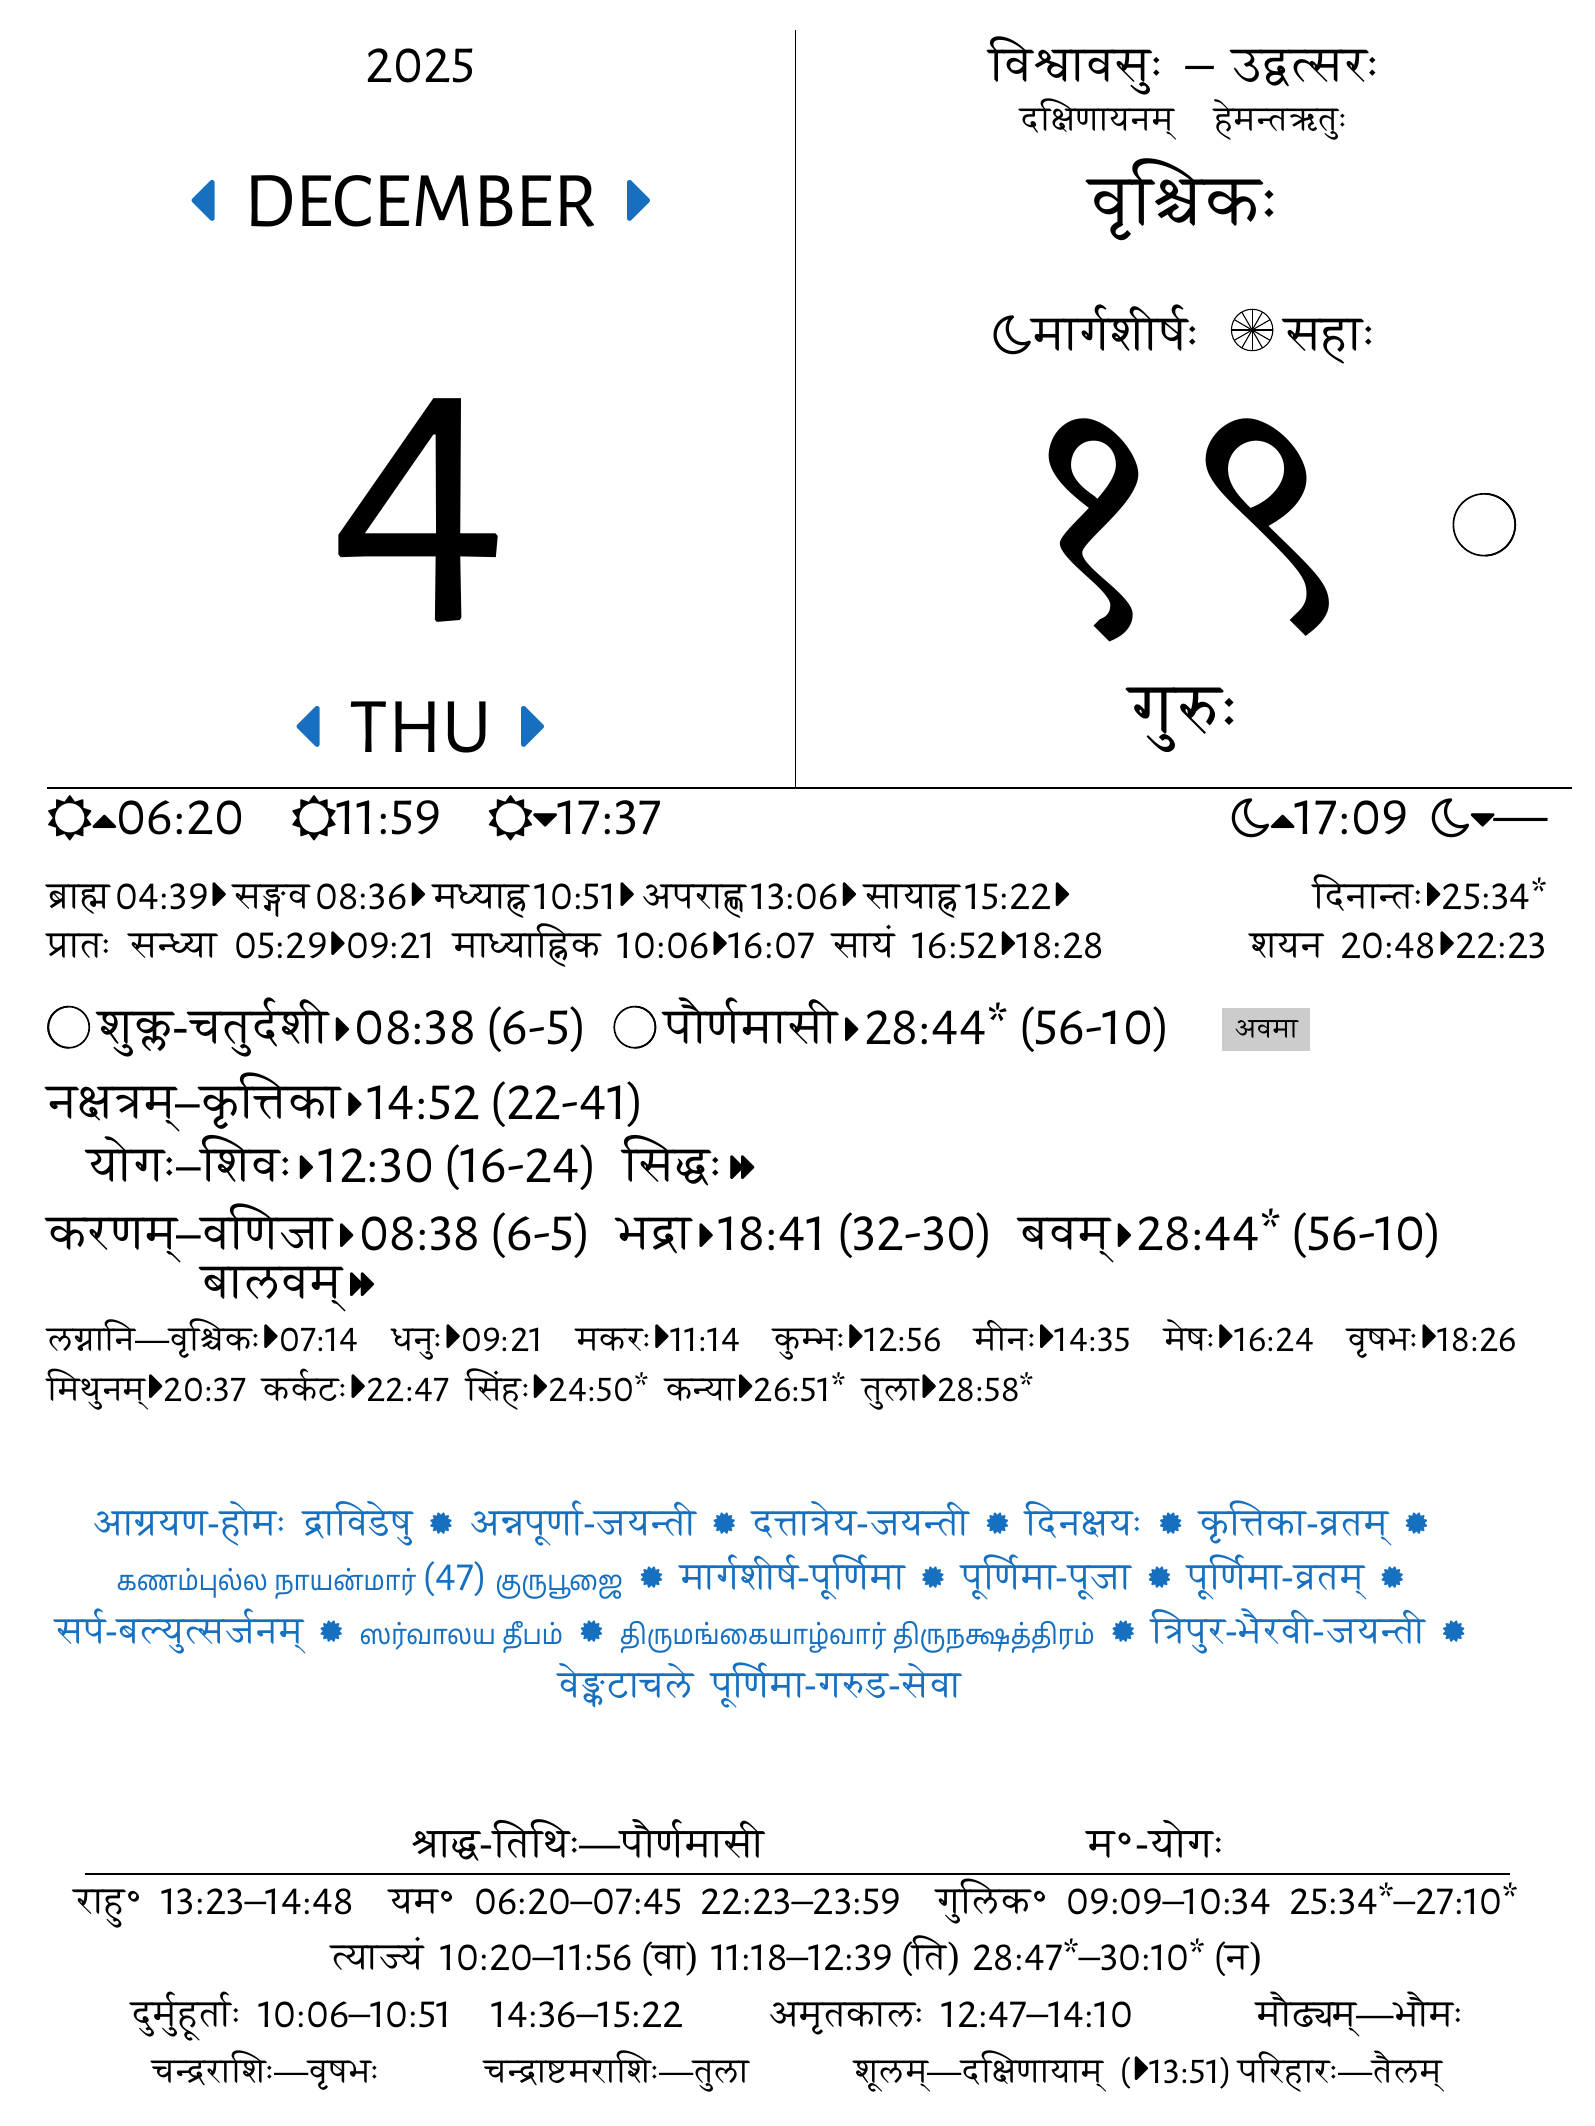 2025
DECEMBER
4
THU
विश्वावसुः – उद्वत्सरः
दक्षिणायनम् हेमन्तऋतुः
वृश्चिकः
मार्गशीर्षः सहाः
१९
गुरुः
06:20 11:59 17:37 17:09 —
ब्राह्म 04:39 सङ्गव 08:36 मध्याह्न 10:51 अपराह्ण 13:06 सायाह्न 15:22 दिनान्तः 25:34*
प्रातः सन्ध्या 05:29 09:21 माध्याह्निक 10:06 16:07 सायं 16:52 18:28 शयन 20:48 22:23
शुक्ल-चतुर्दशी 08:38 (6-5) पौर्णमासी 28:44* (56-10) अवमा
नक्षत्रम्–कृत्तिका 14:52 (22-41)
योगः–शिवः 12:30 (16-24) सिद्धः
करणम्–वणिजा 08:38 (6-5) भद्रा 18:41 (32-30) बवम् 28:44* (56-10)
बालवम्
लग्नानि—वृश्चिकः 07:14 धनुः 09:21 मकरः 11:14 कुम्भः 12:56 मीनः 14:35 मेषः 16:24 वृषभः 18:26
मिथुनम् 20:37 कर्कटः 22:47 सिंहः 24:50* कन्या 26:51* तुला 28:58*
आग्रयण-होमः द्राविडेषु ✹ अन्नपूर्णा-जयन्ती ✹ दत्तात्रेय-जयन्ती ✹ दिनक्षयः ✹ कृत्तिका-व्रतम् ✹
கணம்புல்ல நாயன்மார் (47) குருபூஜை ✹ मार्गशीर्ष-पूर्णिमा ✹ पूर्णिमा-पूजा ✹ पूर्णिमा-व्रतम् ✹
सर्प-बल्युत्सर्जनम् ✹ ஸர்வாலய தீபம் ✹ திருமங்கையாழ்வார் திருநக்ஷத்திரம் ✹ त्रिपुर-भैरवी-जयन्ती ✹
वेङ्कटाचले पूर्णिमा-गरुड-सेवा
श्राद्ध-तिथिः—पौर्णमासी म॰-योगः
राहु॰ 13:23–14:48 यम॰ 06:20–07:45 22:23–23:59 गुलिक॰ 09:09–10:34 25:34*–27:10*
त्याज्यं 10:20–11:56 (वा) 11:18–12:39 (ति) 28:47*–30:10* (न)
दुर्मुहूर्ताः 10:06–10:51 14:36–15:22 अमृतकालः 12:47–14:10 मौढ्यम्—भौमः
चन्द्रराशिः—वृषभः चन्द्राष्टमराशिः—तुला शूलम्—दक्षिणायाम् (13:51) परिहारः—तैलम्